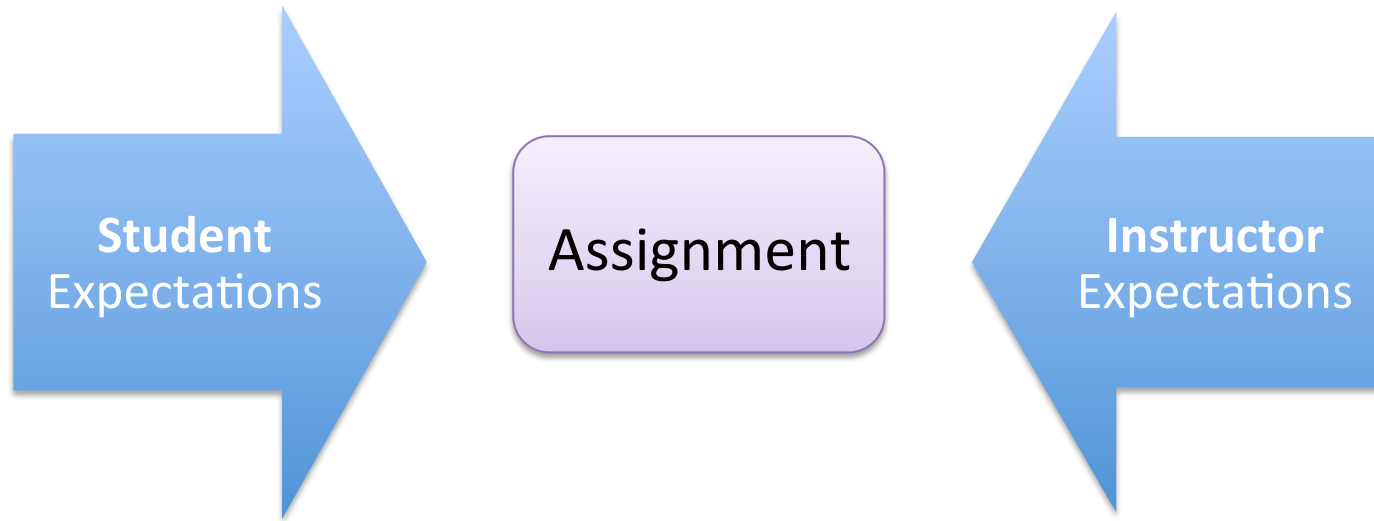 Student
Expectations
Assignment
Instructor
Expectations